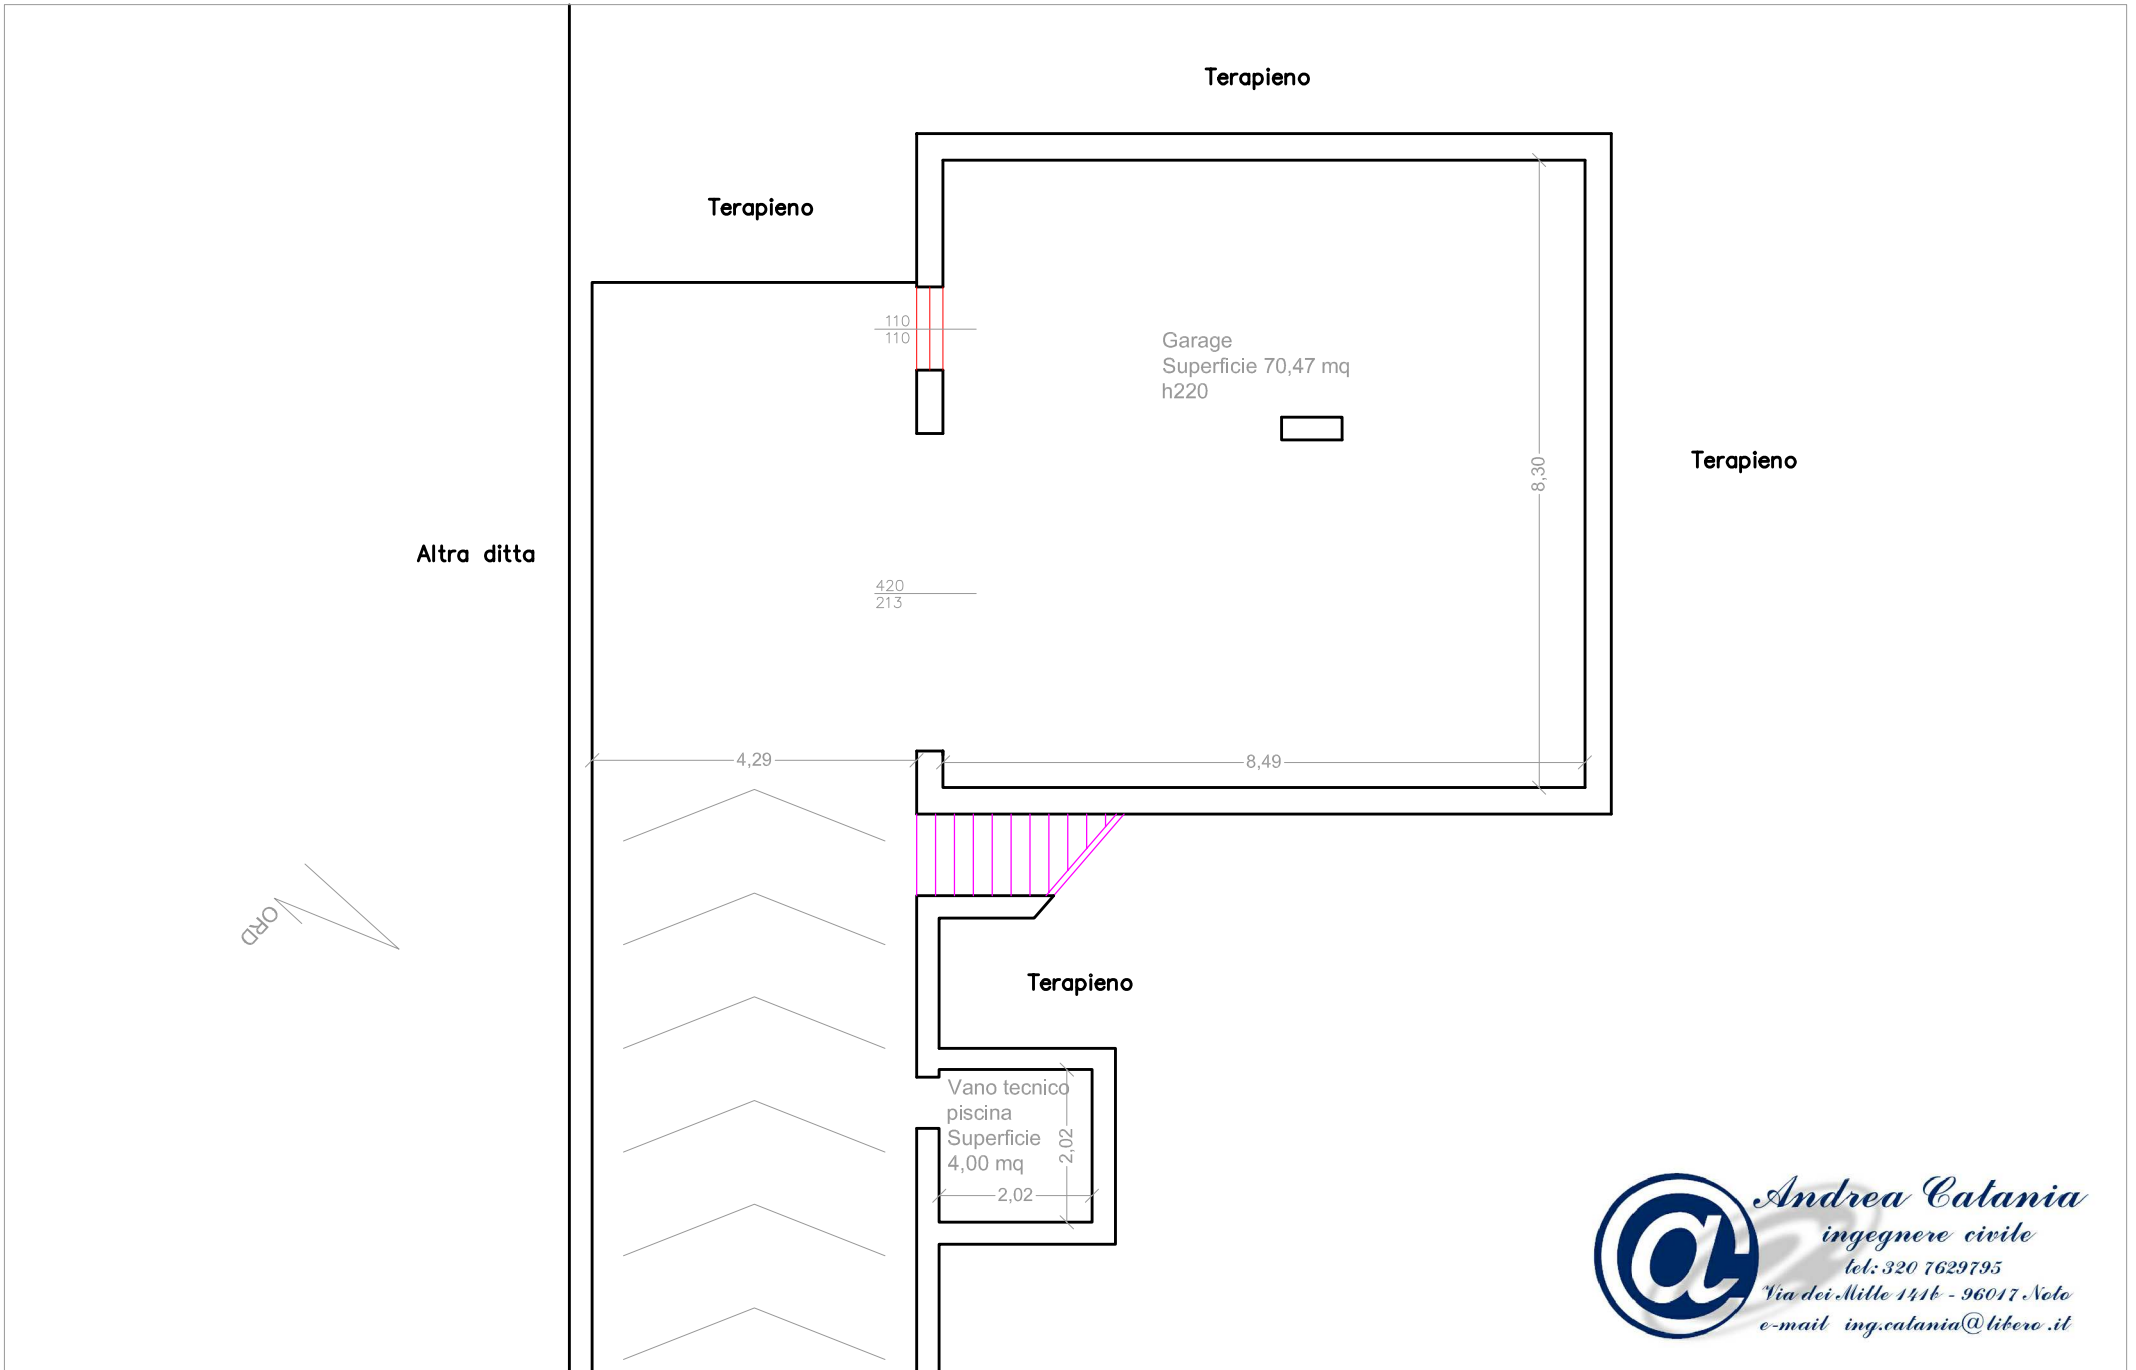 Terapieno
Terapieno
110
110
Garage
Superficie 70,47 mq
h220
8,30
Terapieno
Altra ditta
420
213
4,29
8,49
ORD
Terapieno
Vano tecnico
piscina
Superficie
4,00 mq
2,02
2,02
Andrea Catania
ingegnere civile
tel: 320 7629795
Via dei Mille 141b - 96017 Noto
e-mail ing.catania@libero.it